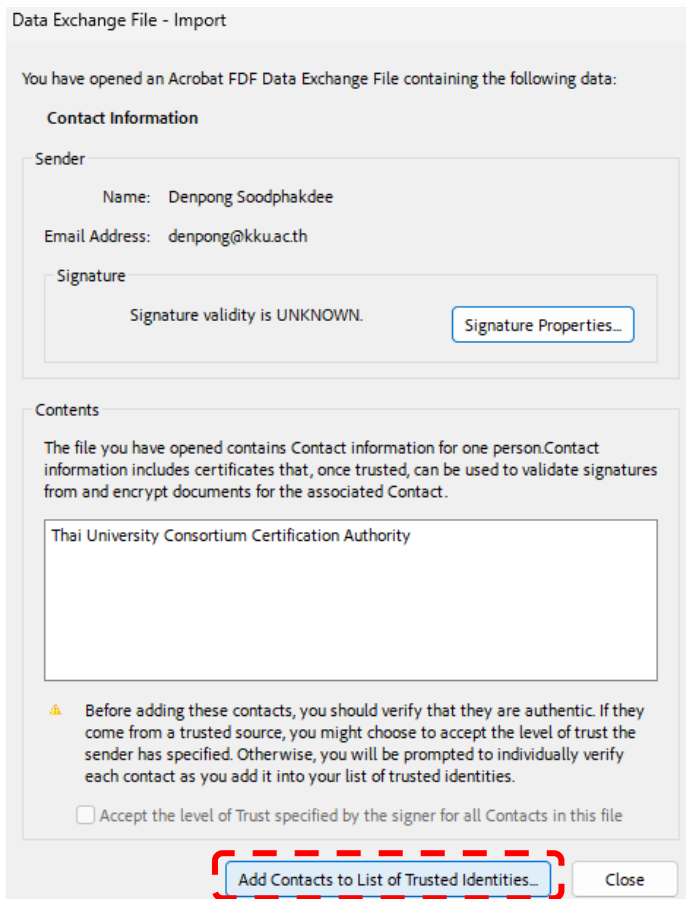 Data Exchange File - Import
You have opened an Acrobat FDF Data Exchange File containing the following data:
Contact Information
Sender
Name: Denpong Soodphakdee
Email Address: denpong@kku.ac.th
Signature
Signature validity is UNKNOWN.
Signature Properties...
Contents
The file you have opened contains Contact information for one person.Contact
information includes certificates that, once trusted, can be used to validate signatures
from and encrypt documents for the associated Contact.
Thai University Consortium Certification Authority
Before adding these contacts, you should verify that they are authentic. If they
come from a trusted source, you might choose to accept the level of trust the
sender has specified. Otherwise, you will be prompted to individually verify
each contact as you add it into your list of trusted identities.
Accept the level of Trust specified by the signer for all Contacts in this file
Add Contacts to List of Trusted Identities...
Close